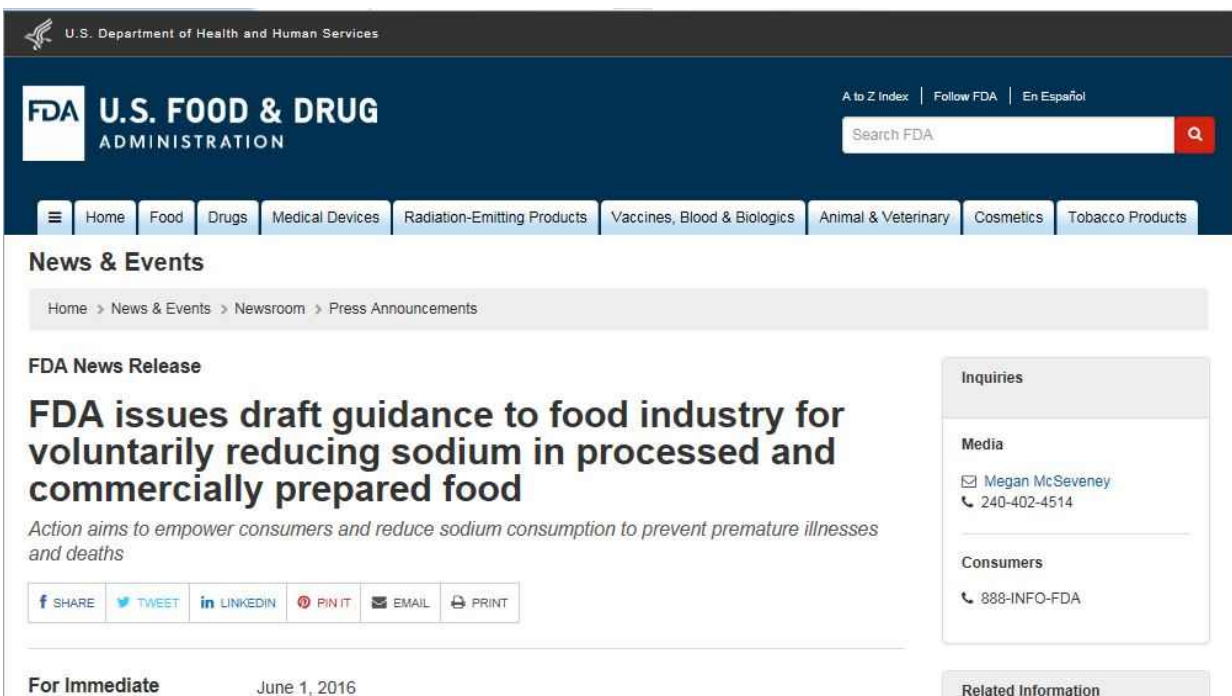 U.S. Department of Health and Human Services
FDA
U.S. FOOD & DRUG
ADMINISTRATION
A to Z Index | Follow FDA | En Español
Search FDA
Home Food Drugs Medical Devices Radiation-Emitting Products Vaccines, Blood & Biologics Animal & Veterinary Cosmetics Tobacco Products
News & Events
Home > News & Events > Newsroom > Press Announcements
FDA News Release
FDA issues draft guidance to food industry for
voluntarily reducing sodium in processed and
commercially prepared food
Action aims to empower consumers and reduce sodium consumption to prevent premature illnesses
and deaths
SHARE TWEET LINKEDIN PIN IT EMAIL PRINT
For Immediate June 1, 2016
Inquiries
Media
Megan McSeveney
240-402-4514
Consumers
888-INFO-FDA
Related Information